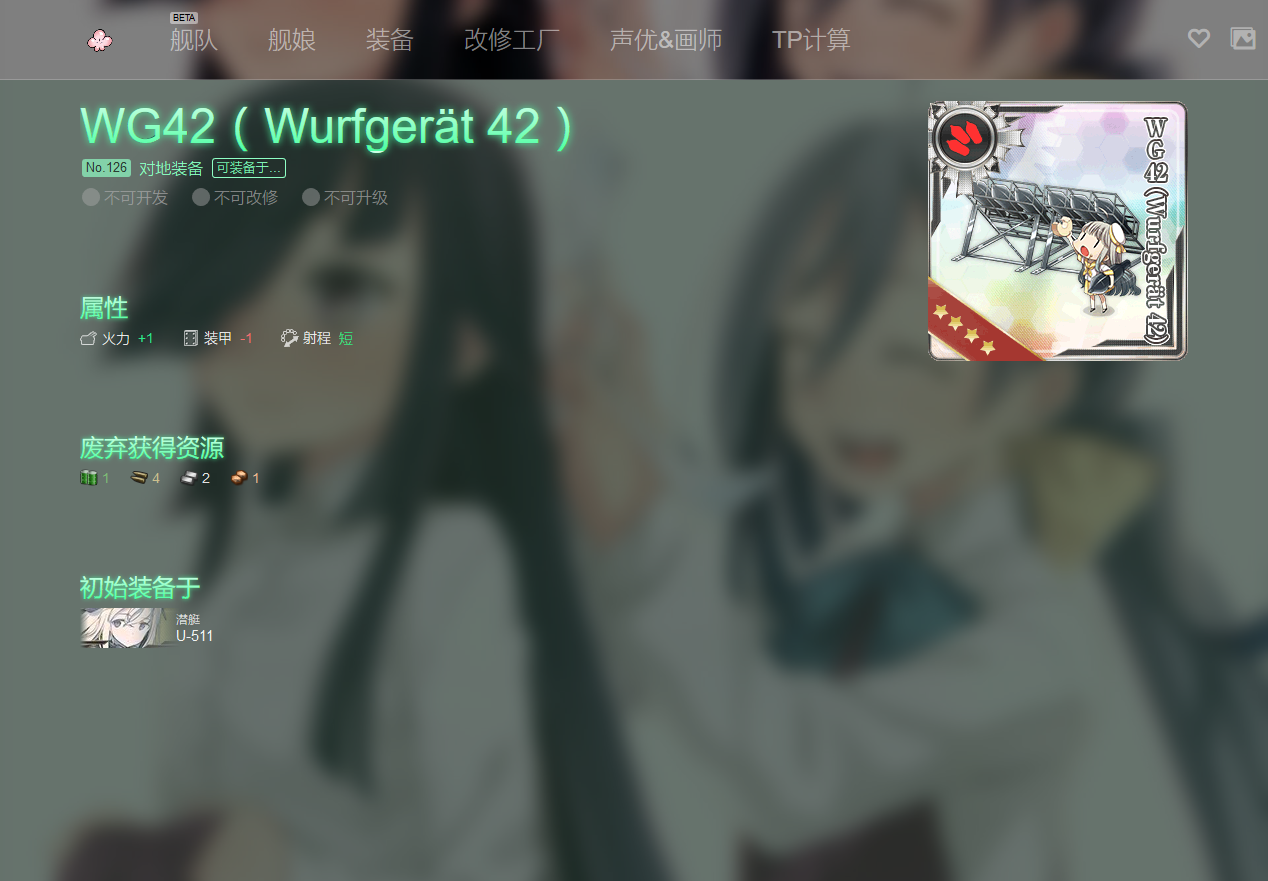 BETA
舰队 舰娘 装备 改修工厂 声优&画师 TP计算
WG42 ( Wurfgerät 42 )
No.126 对地装备 可装备于...
不可开发 不可改修 不可升级
WG42 (Wurfgerät 42)
属性
火力 +1 装甲 -1 射程 短
废弃获得资源
1 4 2 1
初始装备于
潜艇
U-511